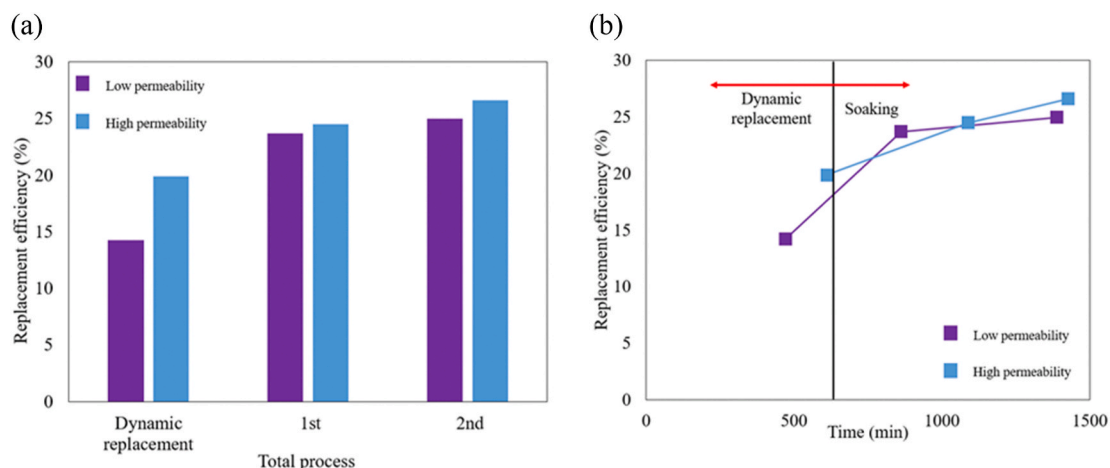 (a)
30
25
20
15
10
5
0
Replacement efficiency (%)
Low permeability
High permeability
Dynamic
replacement
1st
2nd
Total process
(b)
30
25
20
15
10
5
0
Replacement efficiency (%)
Dynamic
replacement
Soaking
Low permeability
High permeability
0
500
1000
1500
Time (min)